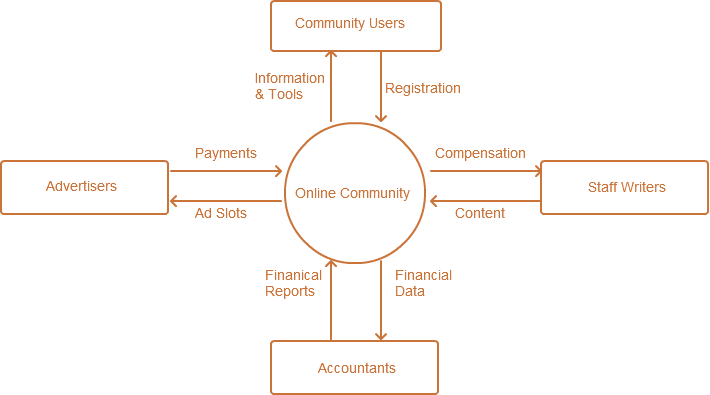 Community Users
Information
& Tools
Registration
Payments
Compensation
Advertisers
Online Community
Staff Writers
Ad Slots
Content
Finanical
Reports
Financial
Data
Accountants